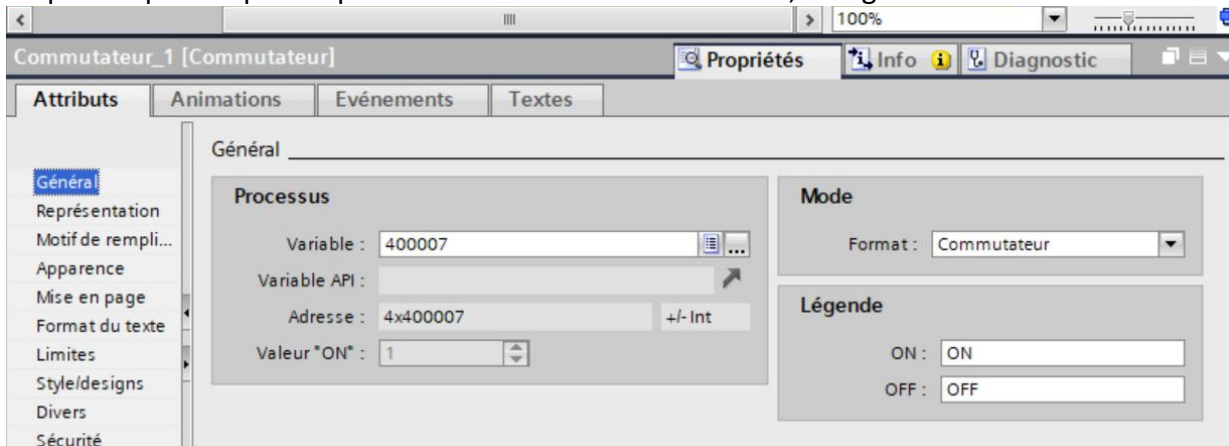 100%
Commutateur_1 [Commutateur]
Propriétés
Info
Diagnostic
Attributs
Animations
Evénements
Textes
Général
Général
Représentation
Motif de rempli...
Apparence
Mise en page
Format du texte
Limites
Style/designs
Divers
Sécurité
Processus
Variable : 400007
...
Variable API :
Adresse : 4x400007 +/- Int
Valeur "ON" : 1
Mode
Format : Commutateur
Légende
ON : ON
OFF : OFF